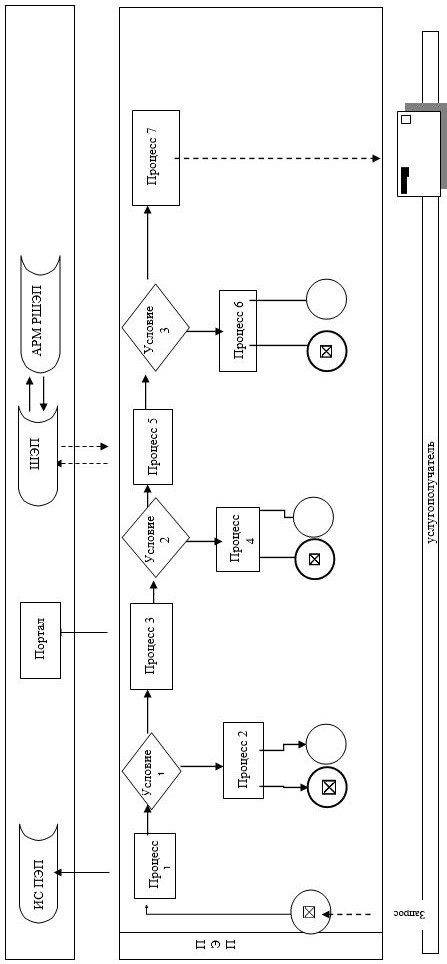 ИС ПЭП
Портал
ШЭП
АРМ РШЭП
П
Э
П
Процесс
1
Условие
1
Процесс 3
Условие
2
Процесс 5
Условие
3
Процесс 7
Процесс 2
Процесс
4
Процесс 6
Запрос
услугополучатель